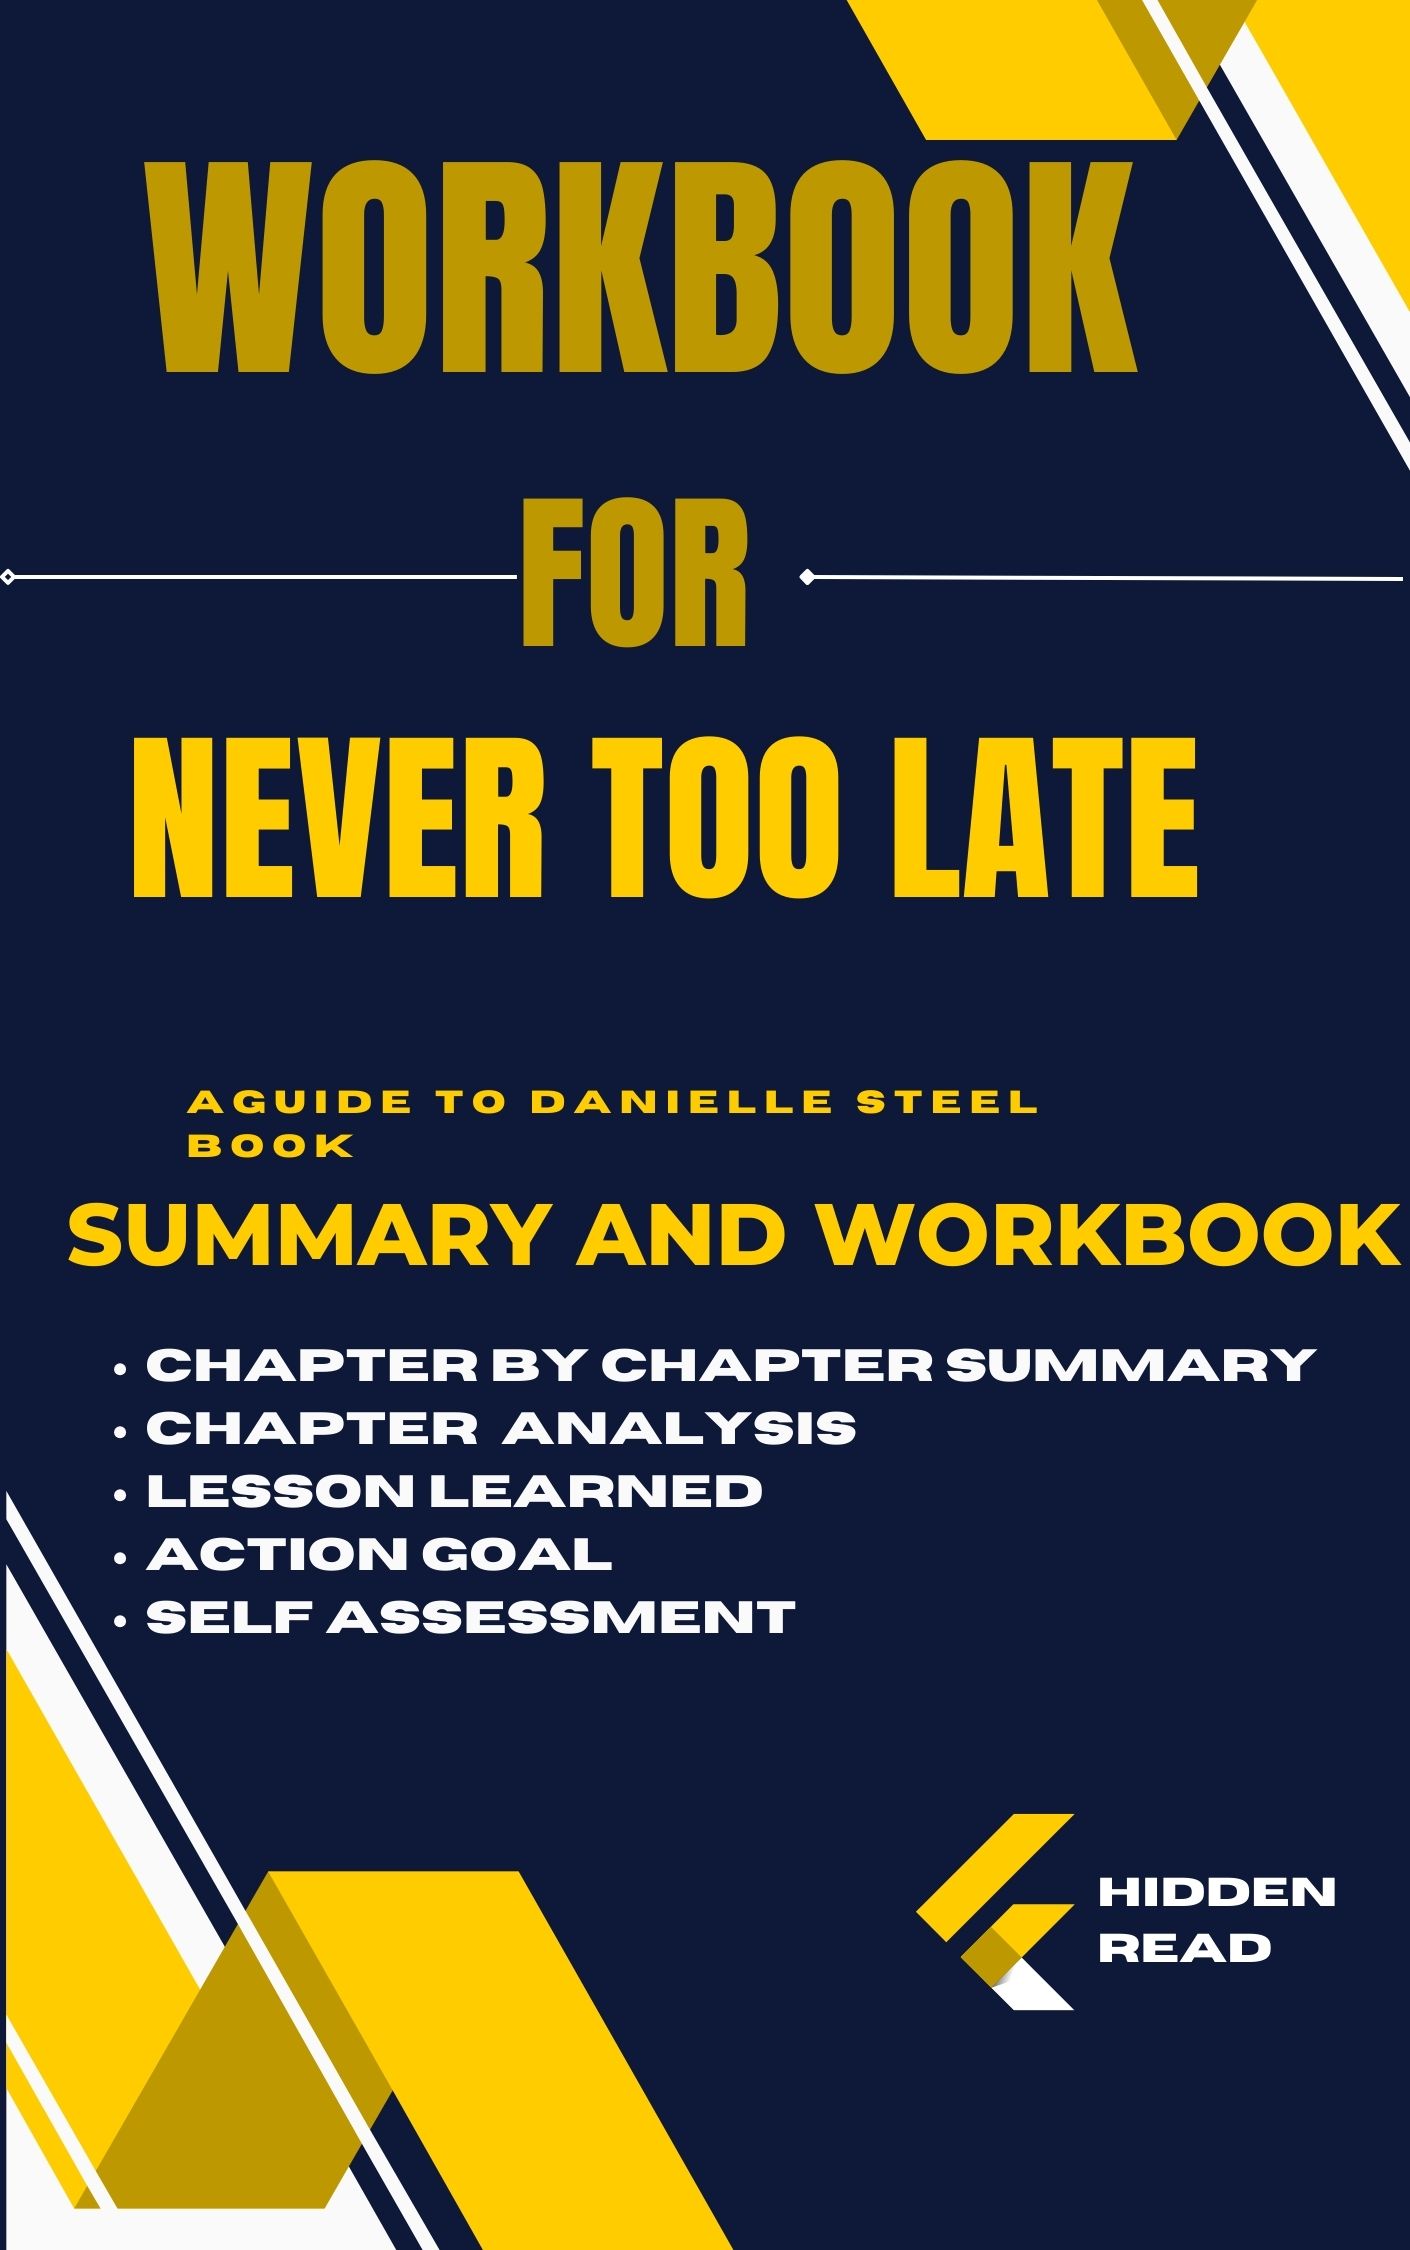 WORKBOOK
FOR
NEVER TOO LATE
AGUIDE TO DANIELLE STEEL
BOOK
SUMMARY AND WORKBOOK
• CHAPTER BY CHAPTER SUMMARY
• CHAPTER ANALYSIS
• LESSON LEARNED
• ACTION GOAL
• SELF ASSESSMENT
HIDDEN
READ